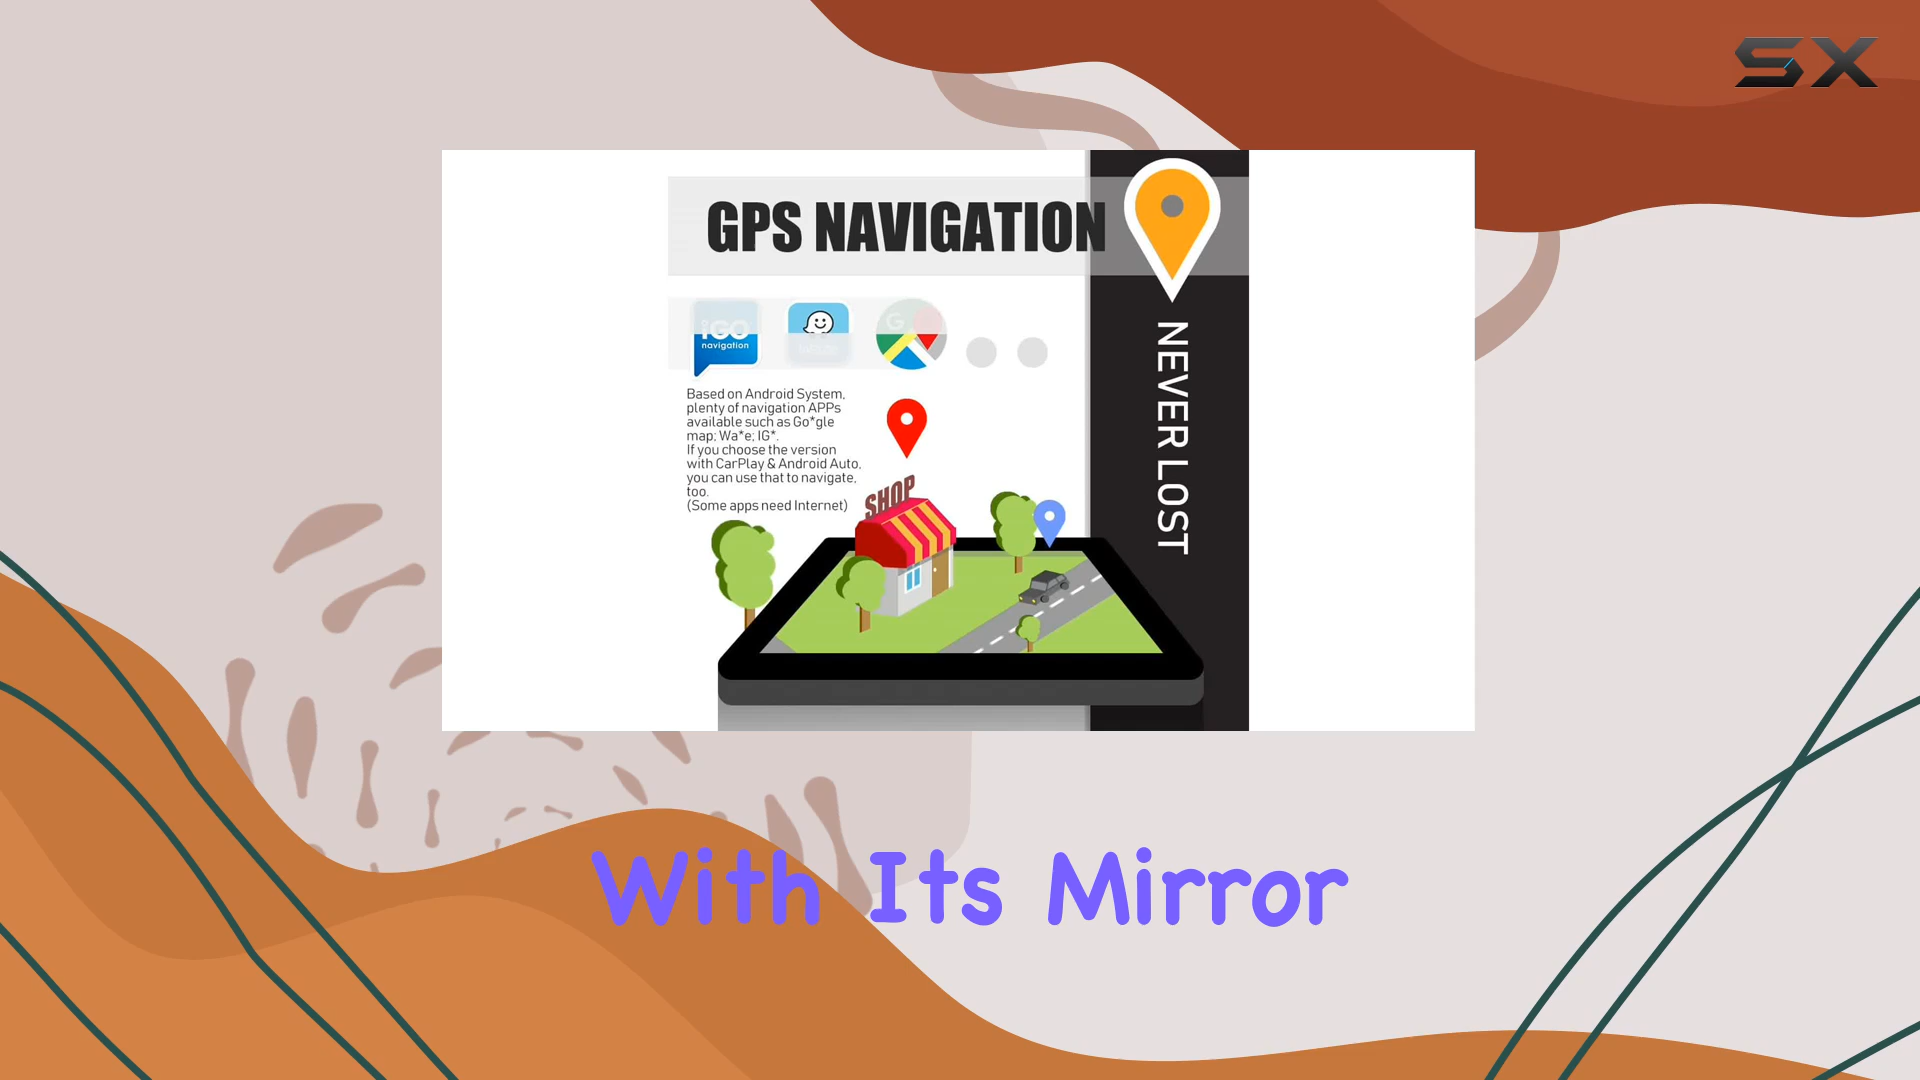 SX
GPS NAVIGATION
iGO
navigation
G
NEVER LOST
Based on Android System,
plenty of navigation APPs
available such as Go*gle
map; Wa*e; IG*.
If you choose the version
with CarPlay & Android Auto,
you can use that to navigate,
too.
(Some apps need Internet)
SHOP
With Its Mirror